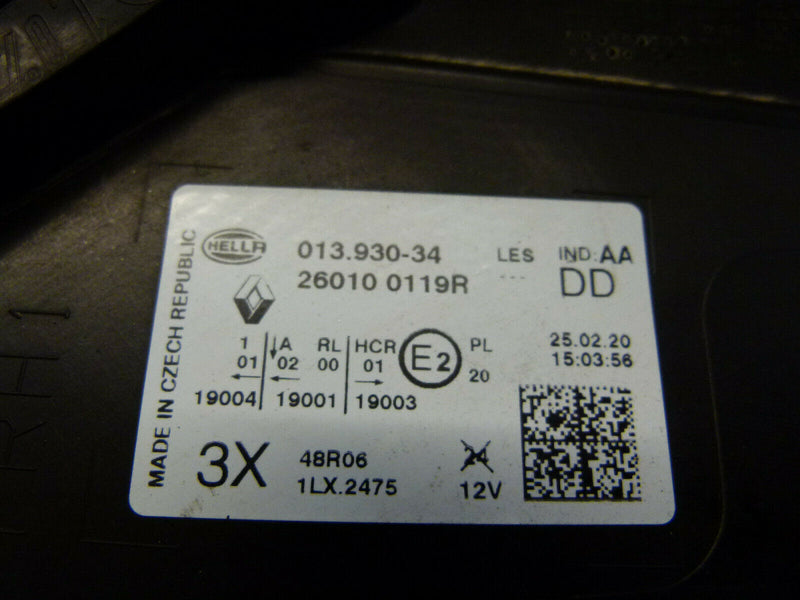 MADE IN CZECH REPUBLIC
HELLA 013.930-34 LES IND:AA
26010 0119R --- DD
1 A RL HCR E2 PL 25.02.20
01 02 00 01 20 15:03:56
19004 19001 19003
3X 48R06 24
1LX.2475 12V
RH1